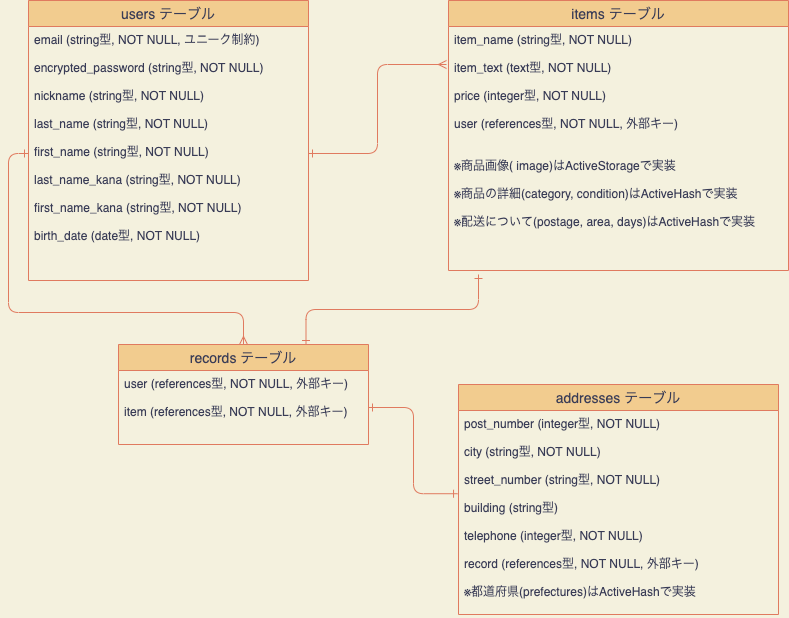 users テーブル
email (string型, NOT NULL, ユニーク制約)
encrypted_password (string型, NOT NULL)
nickname (string型, NOT NULL)
last_name (string型, NOT NULL)
first_name (string型, NOT NULL)
last_name_kana (string型, NOT NULL)
first_name_kana (string型, NOT NULL)
birth_date (date型, NOT NULL)
items テーブル
item_name (string型, NOT NULL)
item_text (text型, NOT NULL)
price (integer型, NOT NULL)
user (references型, NOT NULL, 外部キー)
※商品画像( image)はActiveStorageで実装
※商品の詳細(category, condition)はActiveHashで実装
※配送について(postage, area, days)はActiveHashで実装
records テーブル
user (references型, NOT NULL, 外部キー)
item (references型, NOT NULL, 外部キー)
addresses テーブル
post_number (integer型, NOT NULL)
city (string型, NOT NULL)
street_number (string型, NOT NULL)
building (string型)
telephone (integer型, NOT NULL)
record (references型, NOT NULL, 外部キー)
※都道府県(prefectures)はActiveHashで実装